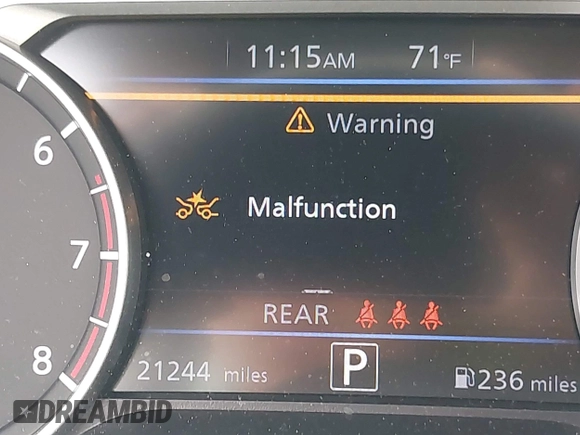 11:15AM 71°F
Warning
6
Malfunction
7
REAR
8
21244 miles P 236 miles
DREAMBID